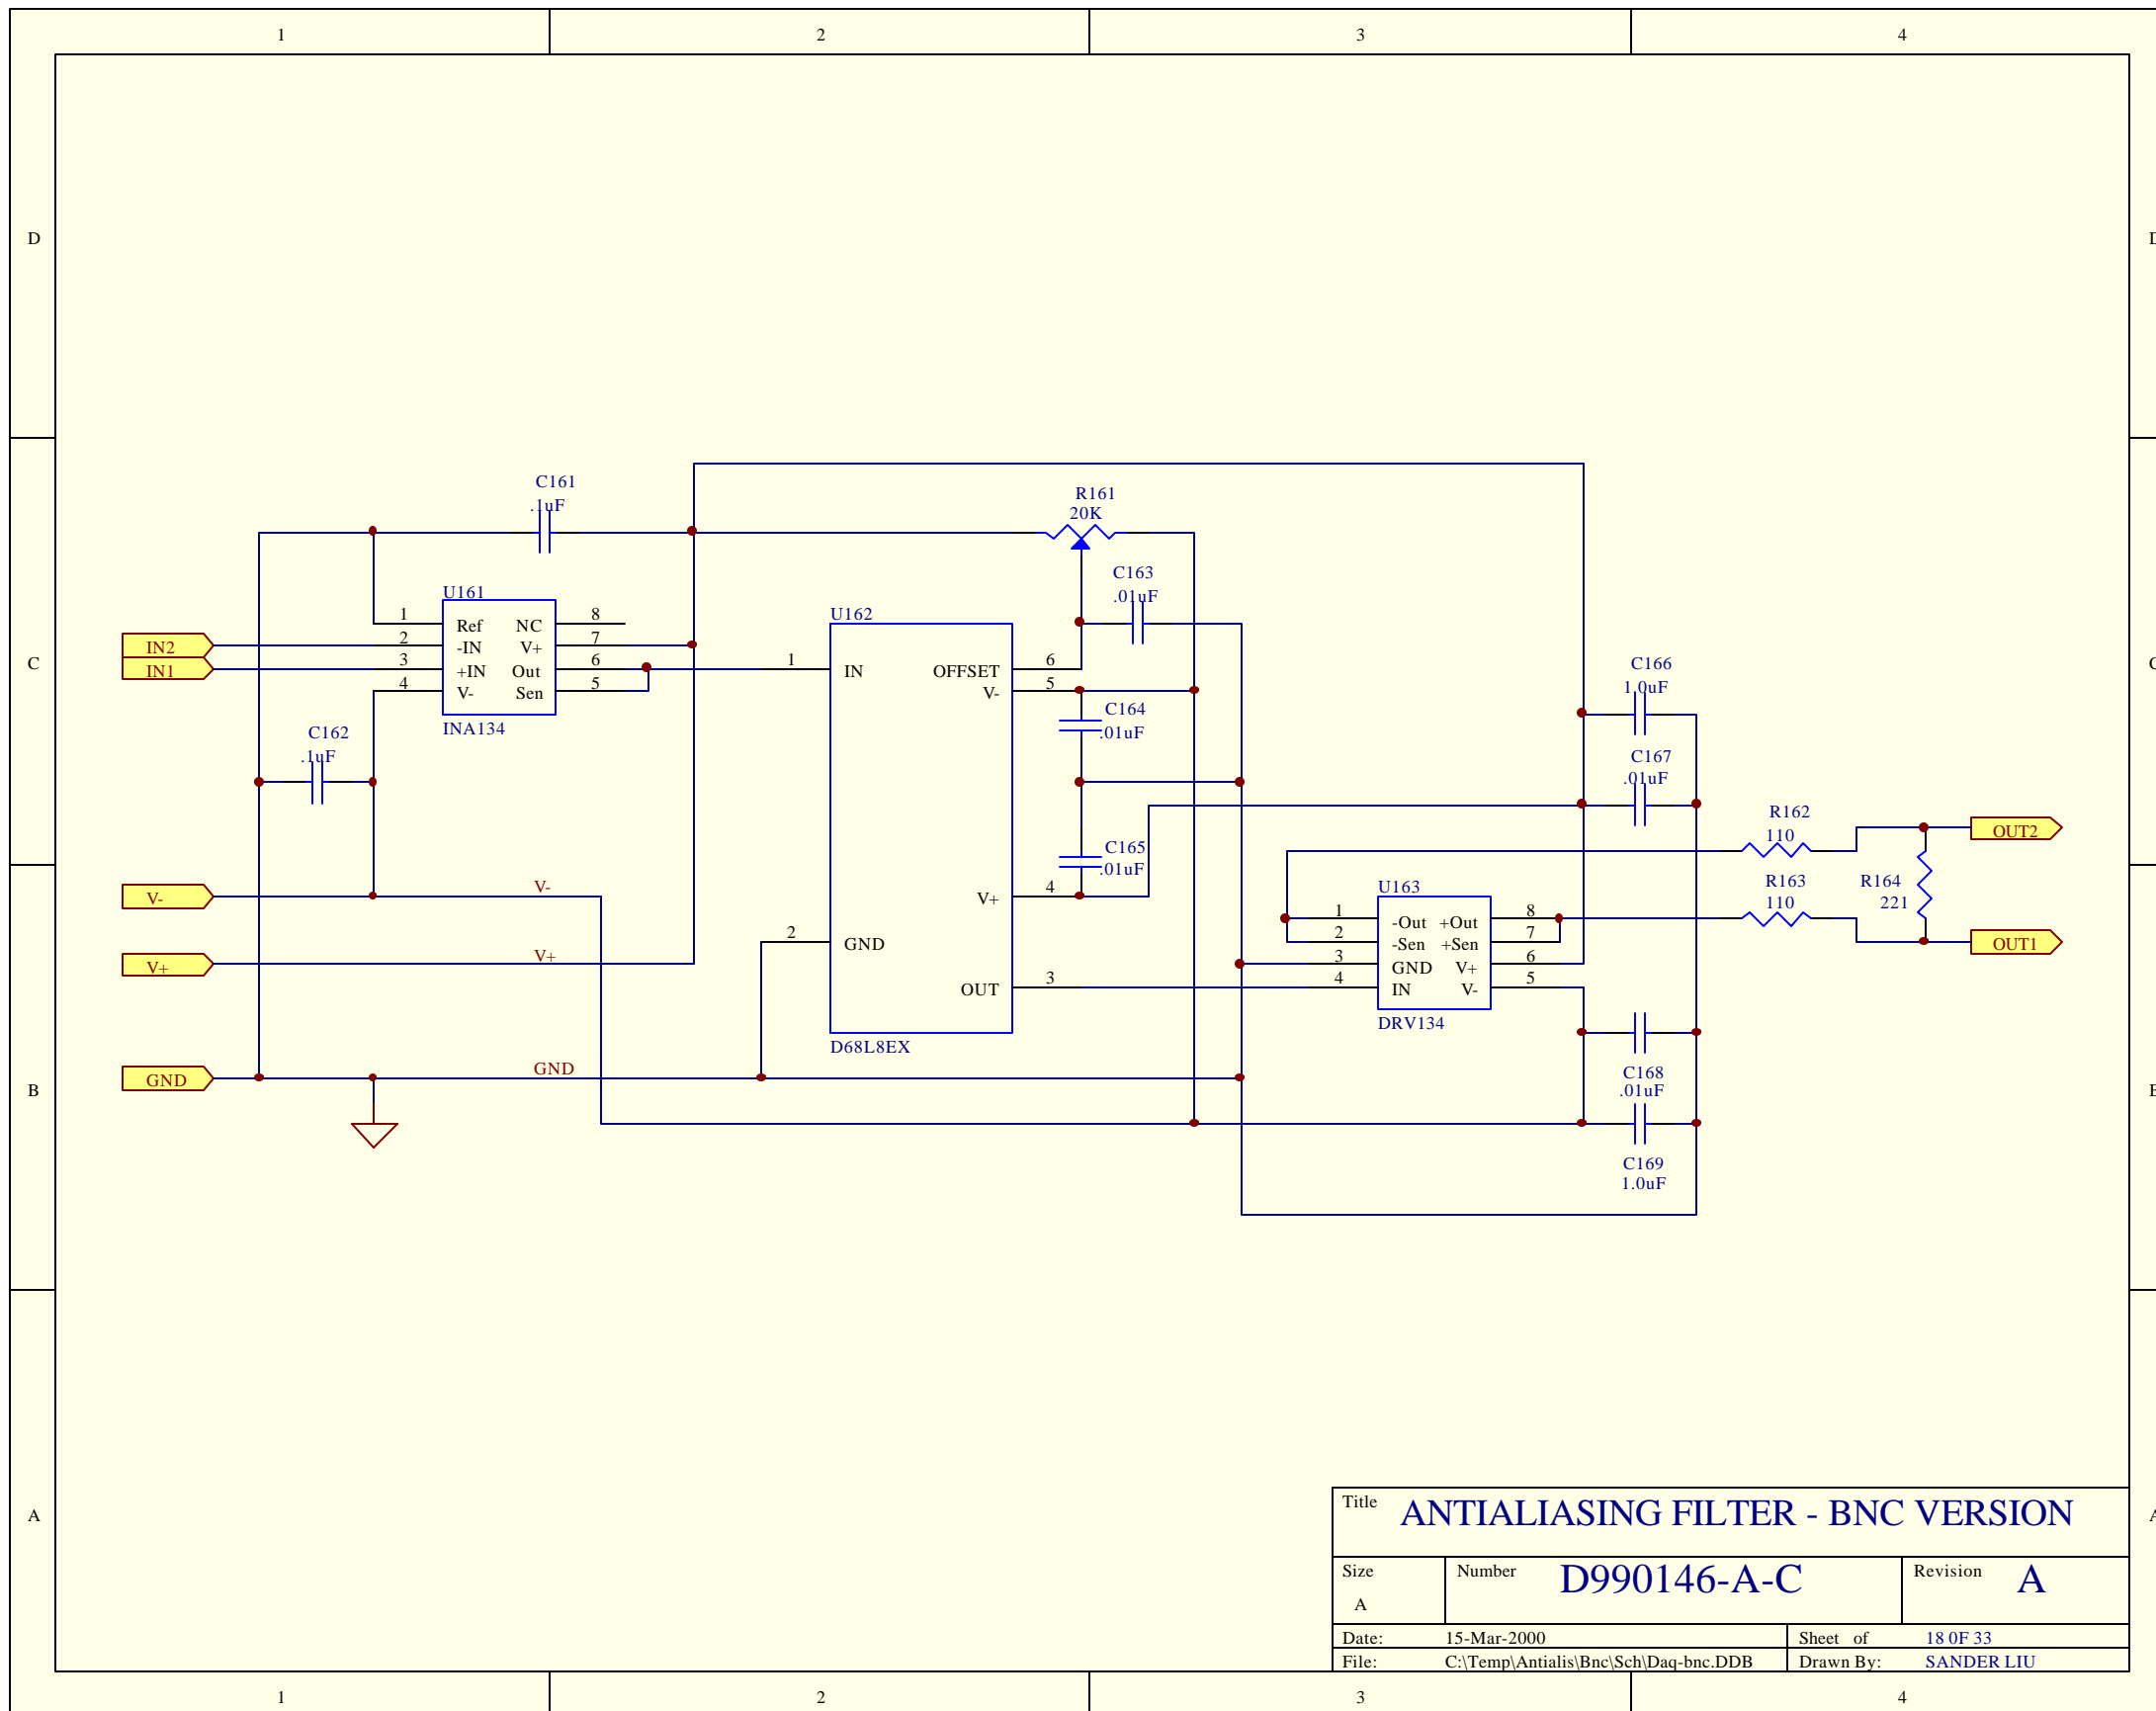 1 2 3 4
D
C161
.1uF
R161
20K
C163
.01uF
U161
1 Ref NC 8
2 -IN V+ 7
3 +IN Out 6
4 V- Sen 5
INA134
IN2
IN1
C
C162
.1uF
U162
1 IN OFFSET 6
V- 5
C164
.01uF
C165
.01uF
V+ 4
2 GND
OUT 3
D68L8EX
C166
1.0uF
C167
.01uF
R162
110
R163
110
R164
221
OUT2
OUT1
V- V-
V+ V+
GND GND
U163
1 -Out +Out 8
2 -Sen +Sen 7
3 GND V+ 6
4 IN V- 5
DRV134
B
C168
.01uF
C169
1.0uF
A
Title ANTIALIASING FILTER - BNC VERSION
Size A Number D990146-A-C Revision A
Date: 15-Mar-2000 Sheet of 18 0F 33
File: C:\Temp\Antialis\Bnc\Sch\Daq-bnc.DDB Drawn By: SANDER LIU
1 2 3 4